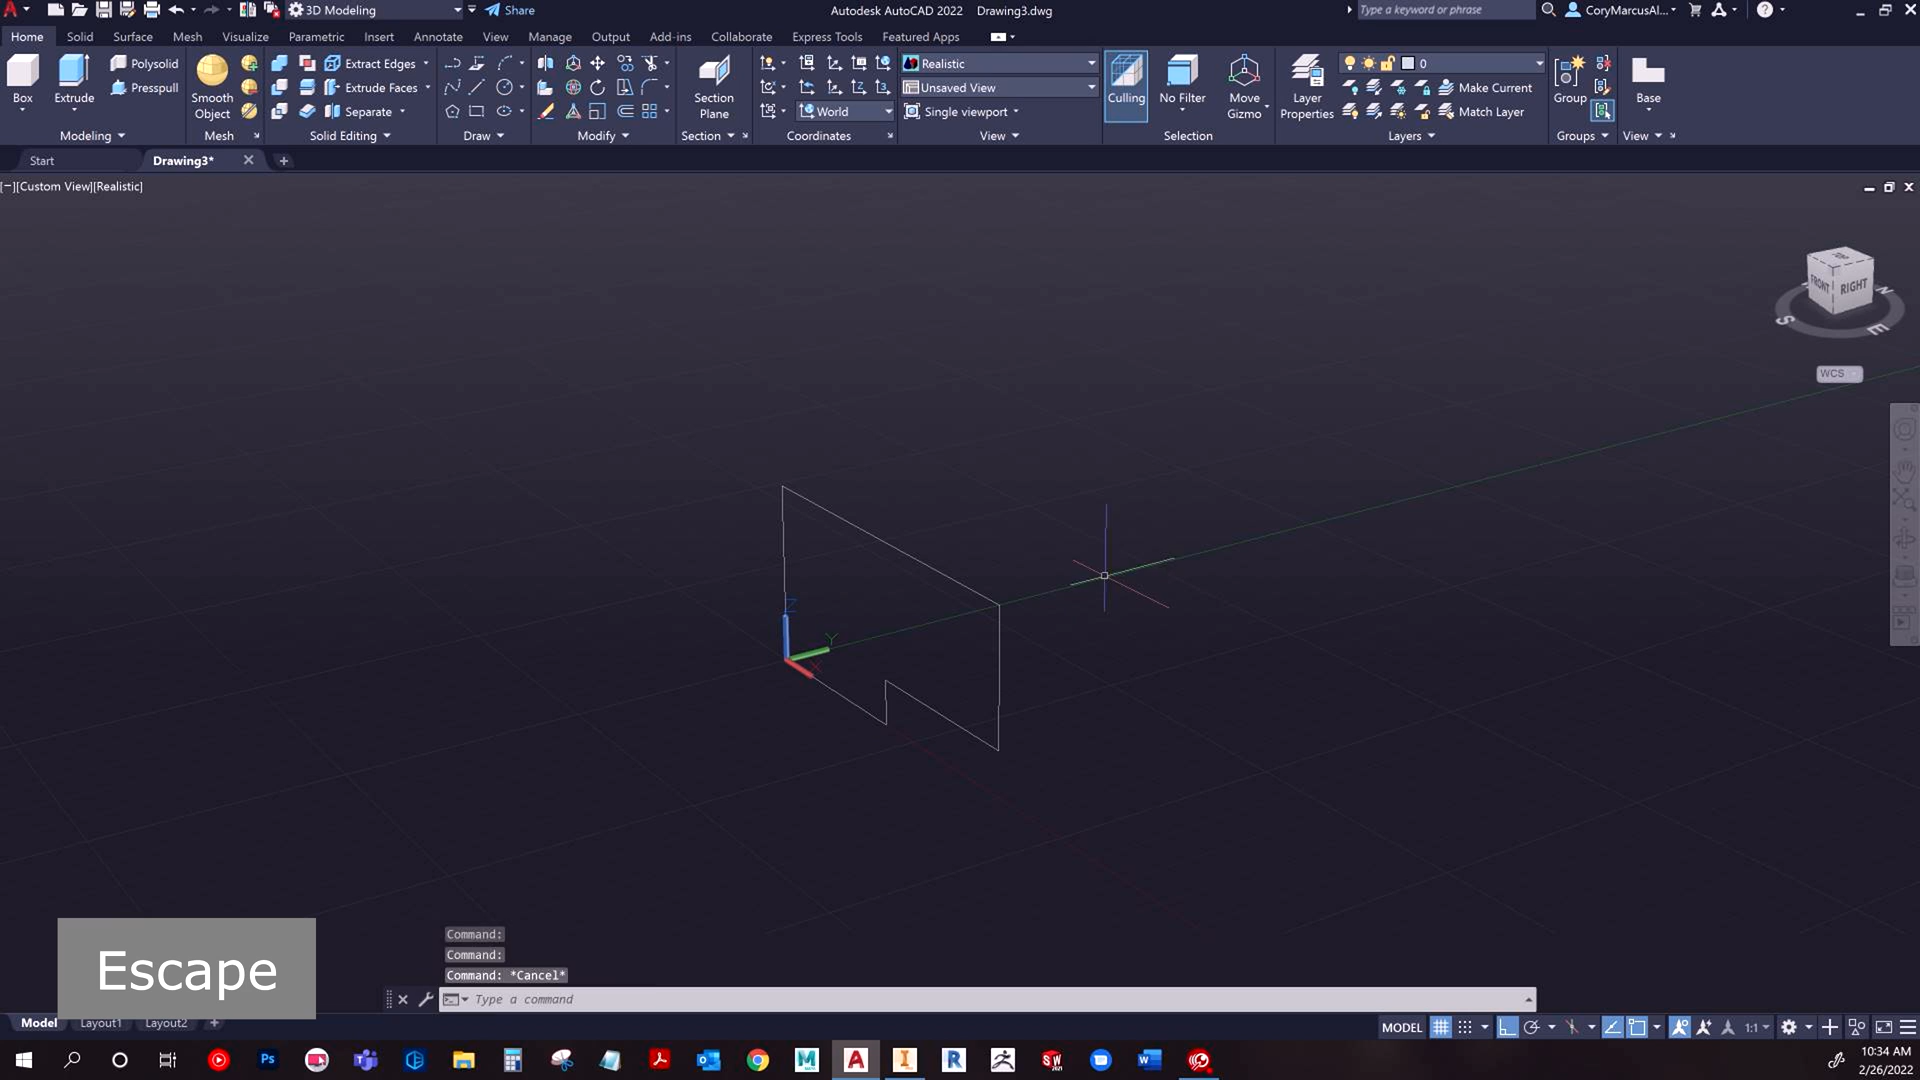 3D Modeling
Share
Autodesk AutoCAD 2022 Drawing3.dwg
Type a keyword or phrase
CoryMarcusAl...
Home Solid Surface Mesh Visualize Parametric Insert Annotate View Manage Output Add-ins Collaborate Express Tools Featured Apps
Box
Extrude
Polysolid
Presspull
Modeling
Smooth
Object
Mesh
Extract Edges
Extrude Faces
Separate
Solid Editing
Draw
Modify
Section
Plane
Section
World
Coordinates
Realistic
Unsaved View
Single viewport
View
Culling
No Filter
Move
Gizmo
Selection
Layer
Properties
0
Make Current
Match Layer
Layers
Group
Groups
Base
View
Start
Drawing3*
[−][Custom View][Realistic]
TOP
FRONT
RIGHT
N
S
E
WCS
Z
Y
X
Escape
Command:
Command:
Command: *Cancel*
Type a command
Model Layout1 Layout2
MODEL
1:1
10:34 AM
2/26/2022